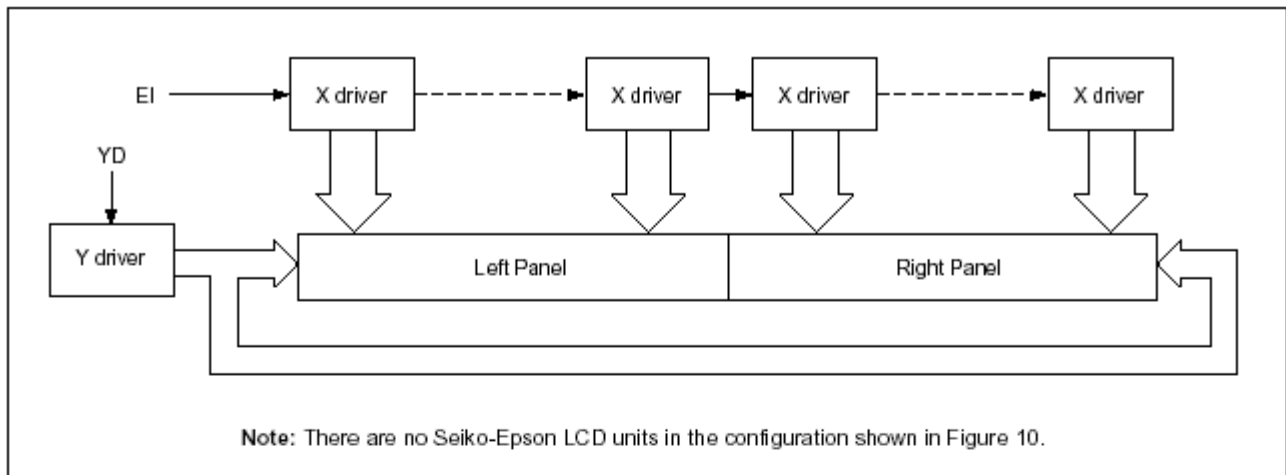 EI
X driver
X driver
X driver
X driver
YD
Y driver
Left Panel
Right Panel
Note: There are no Seiko-Epson LCD units in the configuration shown in Figure 10.